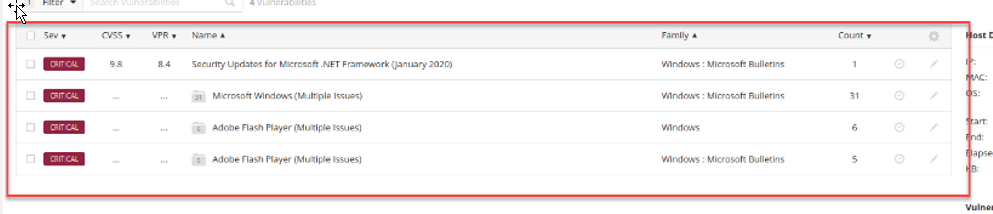 1 Filter Search Vulnerabilities 4 Vulnerabilities
Sev CVSS VPR Name Family Count Host D
CRITICAL 9.8 8.4 Security Updates for Microsoft .NET Framework (January 2020) Windows : Microsoft Bulletins 1 IP:
MAC:
CRITICAL ... ... 31 Microsoft Windows (Multiple Issues) Windows : Microsoft Bulletins 31 OS:
Start:
CRITICAL ... ... 6 Adobe Flash Player (Multiple Issues) Windows 6
End:
Elapse
CRITICAL ... ... 5 Adobe Flash Player (Multiple Issues) Windows : Microsoft Bulletins 5
KB:
Vulner